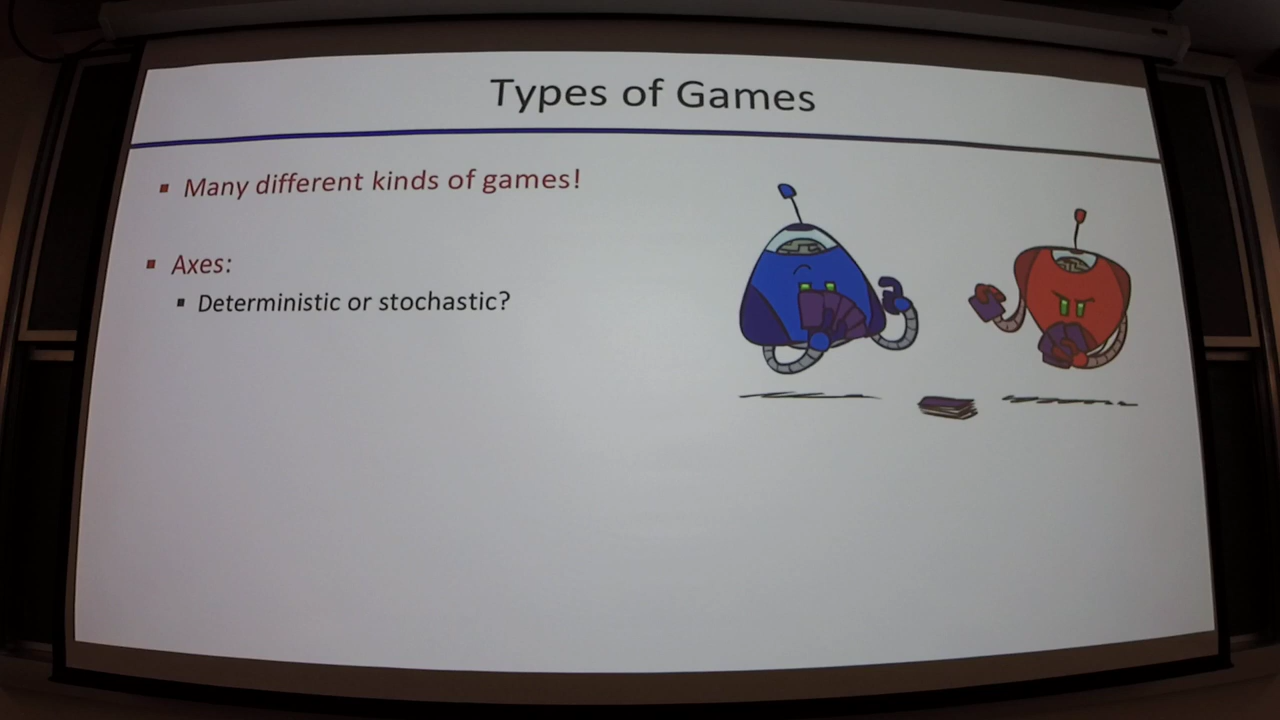 Types of Games
▪ Many different kinds of games!
▪ Axes:
▪ Deterministic or stochastic?